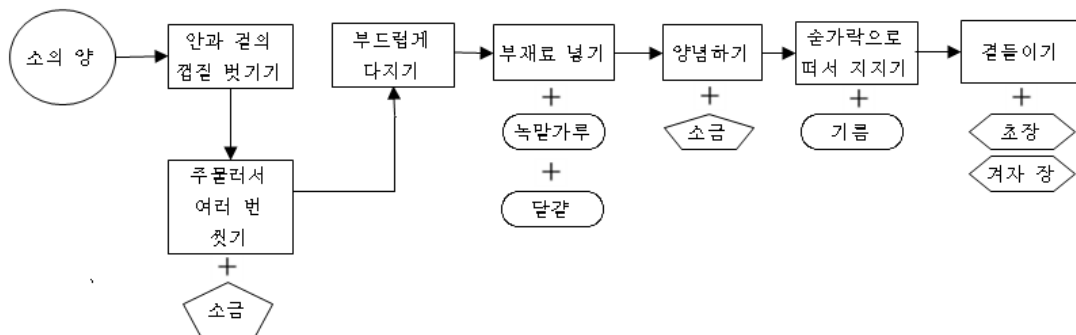 소의 양
안과 겉의
껍질 벗기기
주물러서
여러 번
씻기
+
소금
부드럽게
다지기
부재료 넣기
+
녹말가루
+
달걀
양념하기
+
소금
숟가락으로
떠서 지지기
+
기름
곁들이기
+
초장
겨자 장